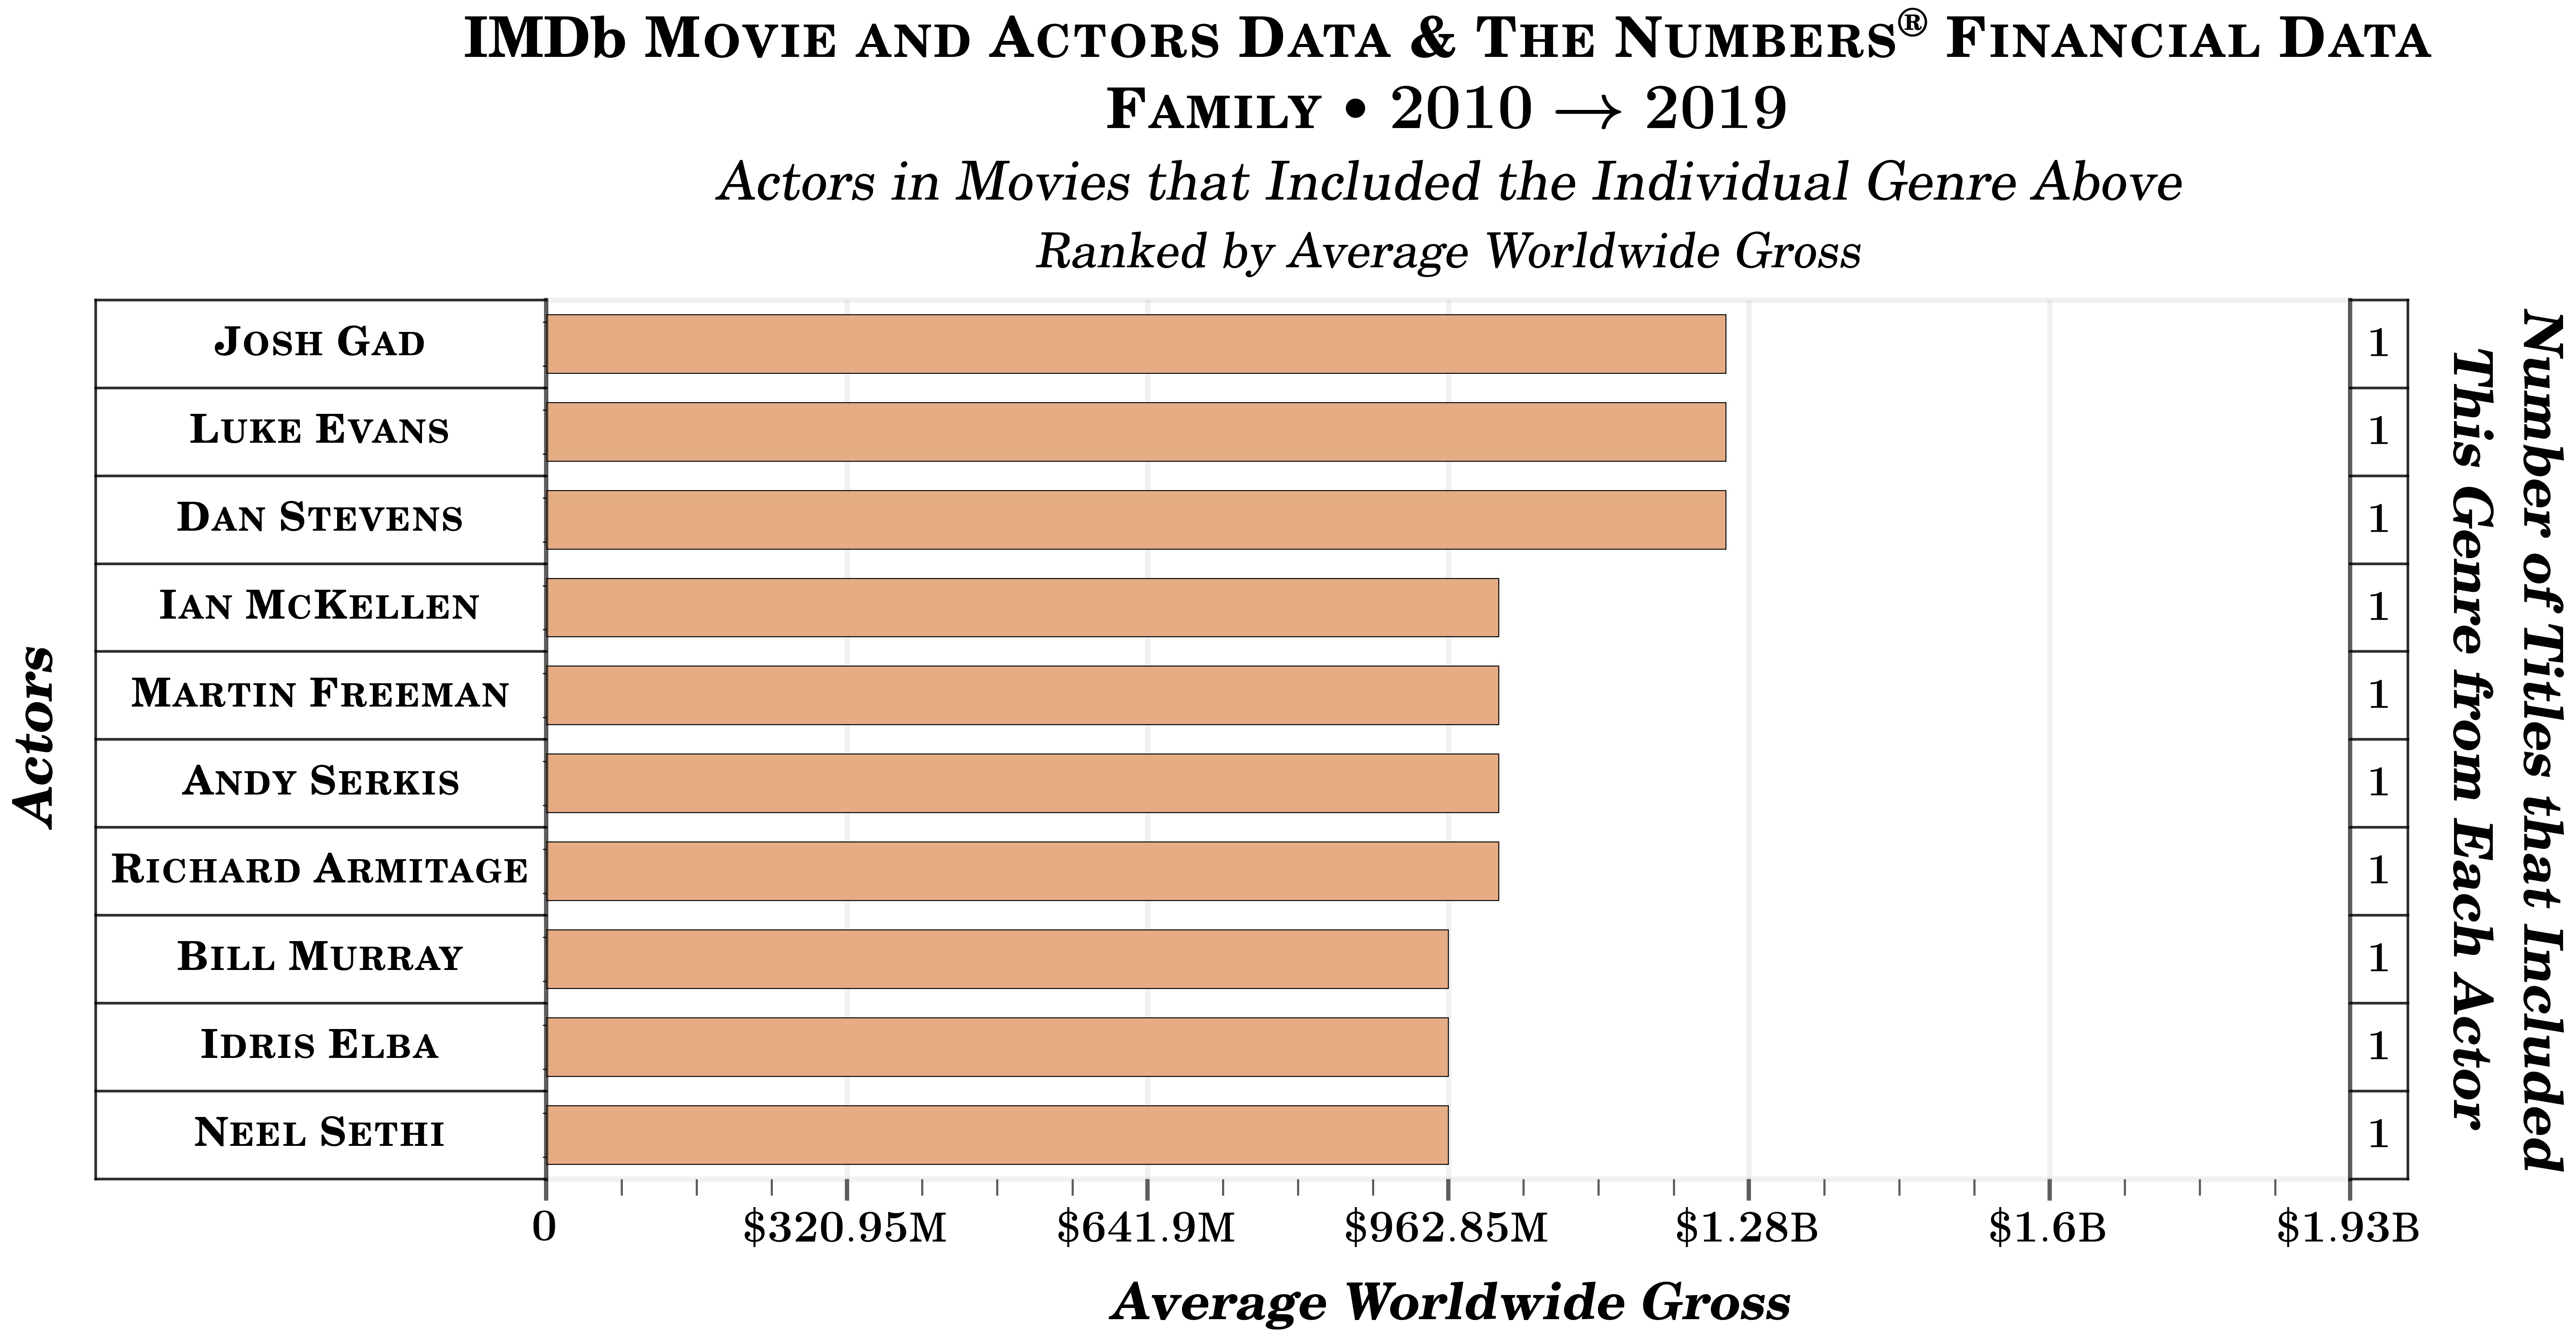 IMDb Movie and Actors Data & The Numbers® Financial Data
Family • 2010 → 2019
Actors in Movies that Included the Individual Genre Above
Ranked by Average Worldwide Gross
Actors
Josh Gad
Luke Evans
Dan Stevens
Ian McKellen
Martin Freeman
Andy Serkis
Richard Armitage
Bill Murray
Idris Elba
Neel Sethi
1
1
1
1
1
1
1
1
1
1
Number of Titles that Included
This Genre from Each Actor
0 $320.95M $641.9M $962.85M $1.28B $1.6B $1.93B
Average Worldwide Gross